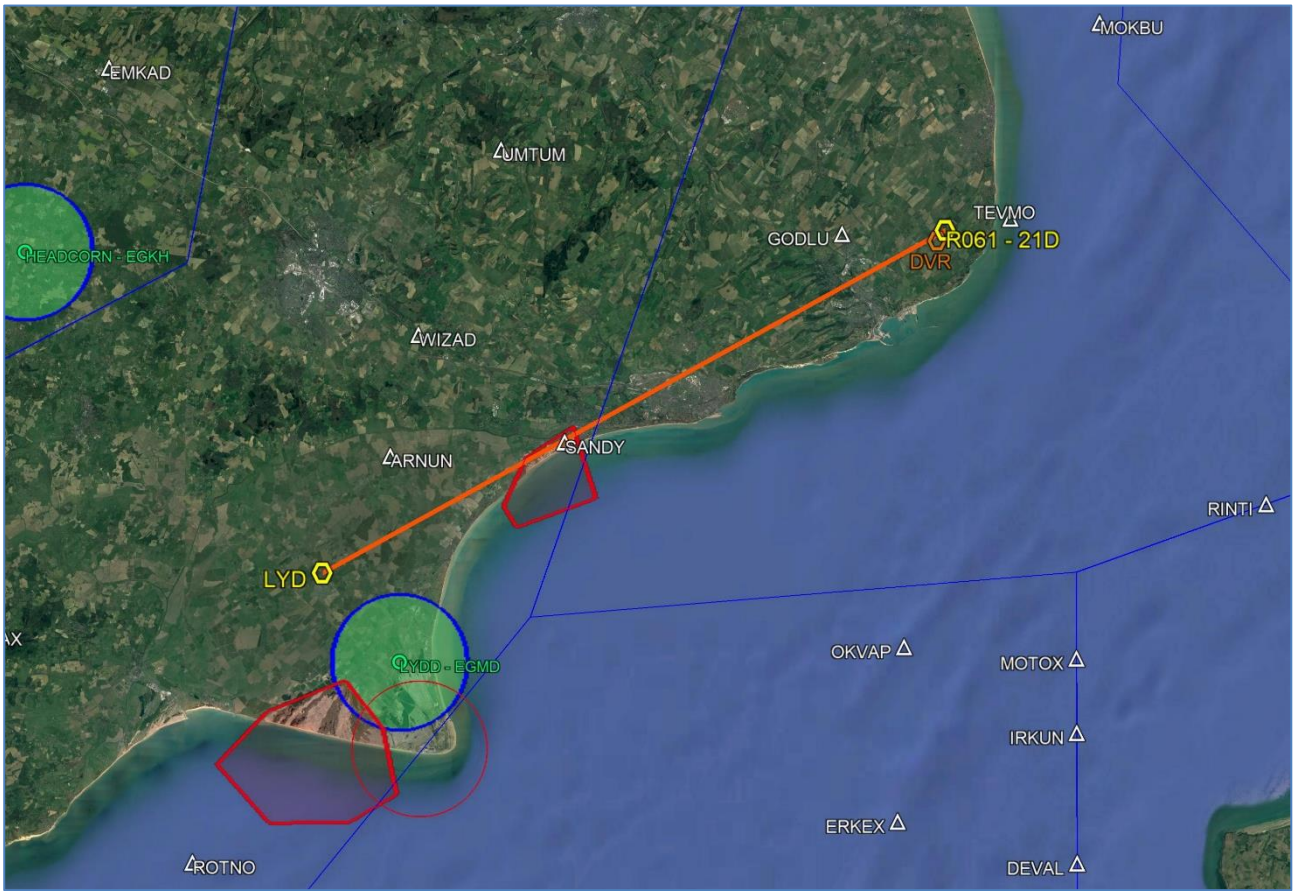 MOKBU
EMKAD
UMTUM
TEVMO
GODLU
R061 - 21D
HEADCORN - EGKH
DVR
WIZAD
SANDY
ARNUN
RINTI
LYD
AX
OKVAP
LYDD - EGMD
MOTOX
IRKUN
ERKEX
ROTNO
DEVAL